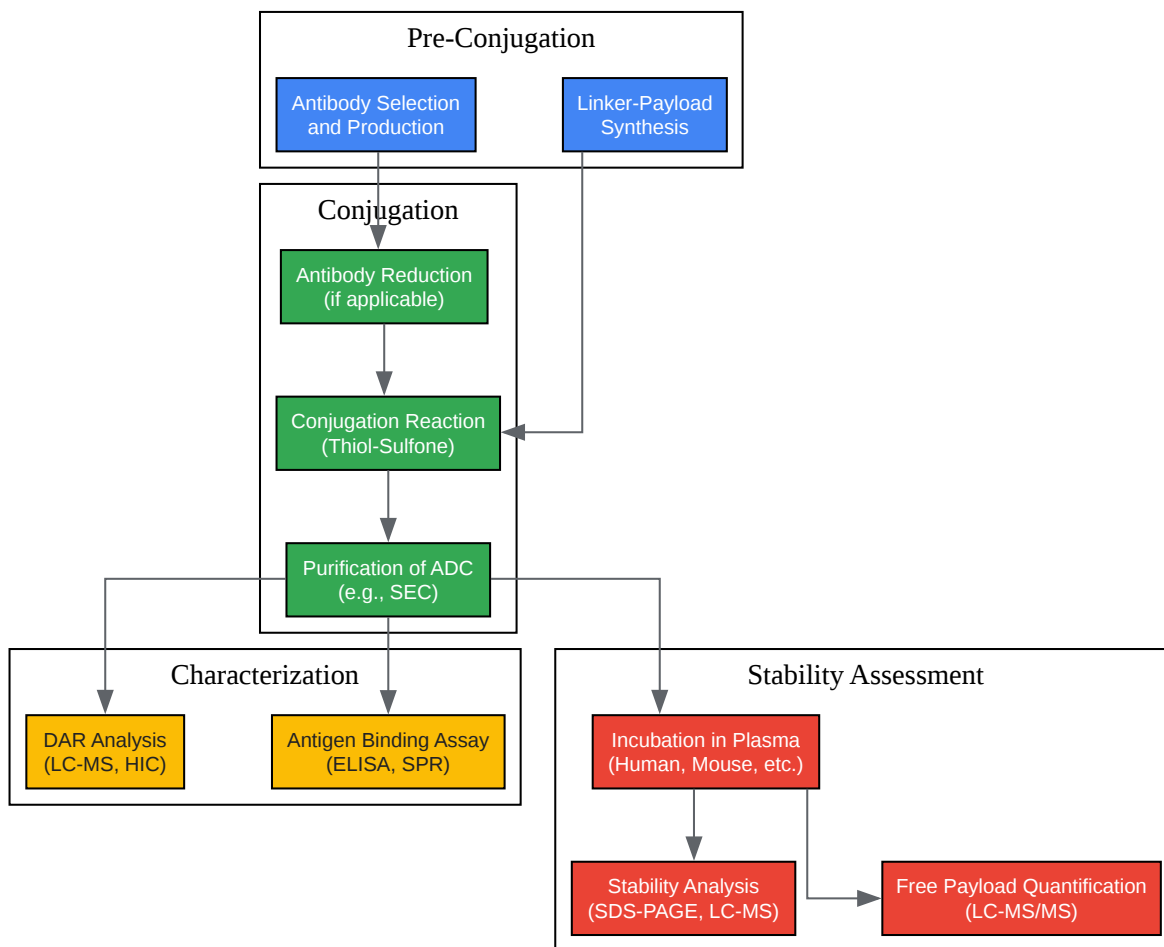 Pre-Conjugation
Antibody Selection
and Production
Linker-Payload
Synthesis
Conjugation
Antibody Reduction
(if applicable)
Conjugation Reaction
(Thiol-Sulfone)
Purification of ADC
(e.g., SEC)
Characterization
DAR Analysis
(LC-MS, HIC)
Antigen Binding Assay
(ELISA, SPR)
Stability Assessment
Incubation in Plasma
(Human, Mouse, etc.)
Stability Analysis
(SDS-PAGE, LC-MS)
Free Payload Quantification
(LC-MS/MS)